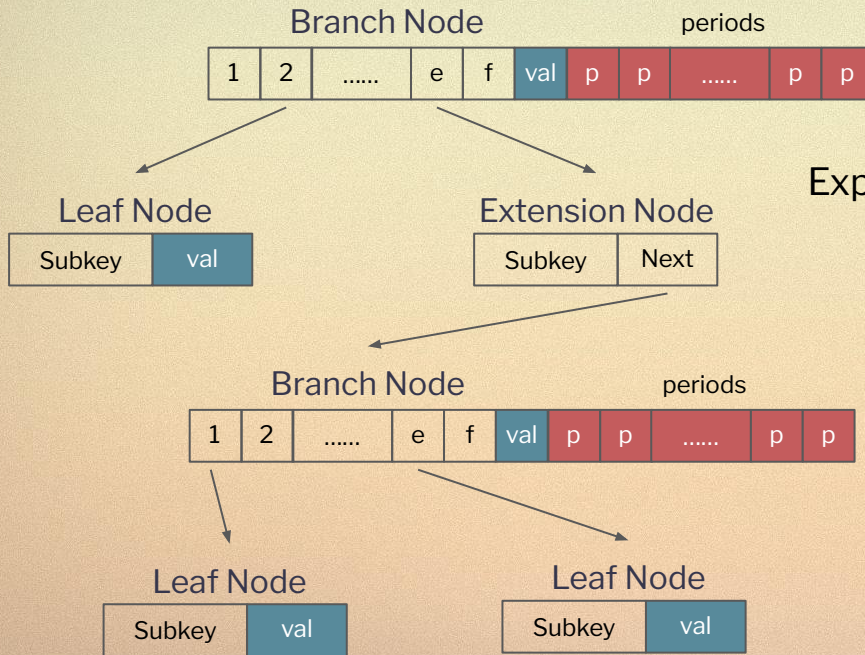 Branch Node periods
1 2 ...... e f val p p ...... p p
Exp
Leaf Node Extension Node
Subkey val Subkey Next
Branch Node periods
1 2 ...... e f val p p ...... p p
Leaf Node Leaf Node
Subkey val Subkey val